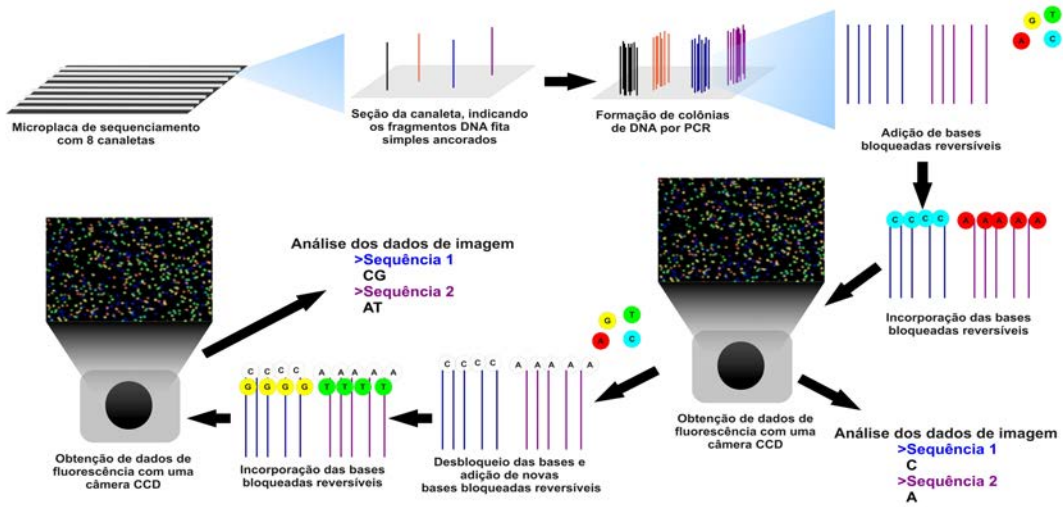 G
T
A
C
Microplaca de sequenciamento
com 8 canaletas
Seção da canaleta, indicando
os fragmentos DNA fita
simples ancorados
Formação de colônias
de DNA por PCR
Adição de bases
bloqueadas reversíveis
C C C C A A A A A
Incorporação das bases
bloqueadas reversíveis
Obtenção de dados de
fluorescência com uma
câmera CCD
Análise dos dados de imagem
>Sequência 1
C
>Sequência 2
A
G
T
A
C
C C C C A A A A A
Desbloqueio das bases e
adição de novas
bases bloqueadas reversíveis
C C C C A A A A A
G G G G T T T T
Incorporação das bases
bloqueadas reversíveis
Obtenção de dados de
fluorescência com uma
câmera CCD
Análise dos dados de imagem
>Sequência 1
CG
>Sequência 2
AT